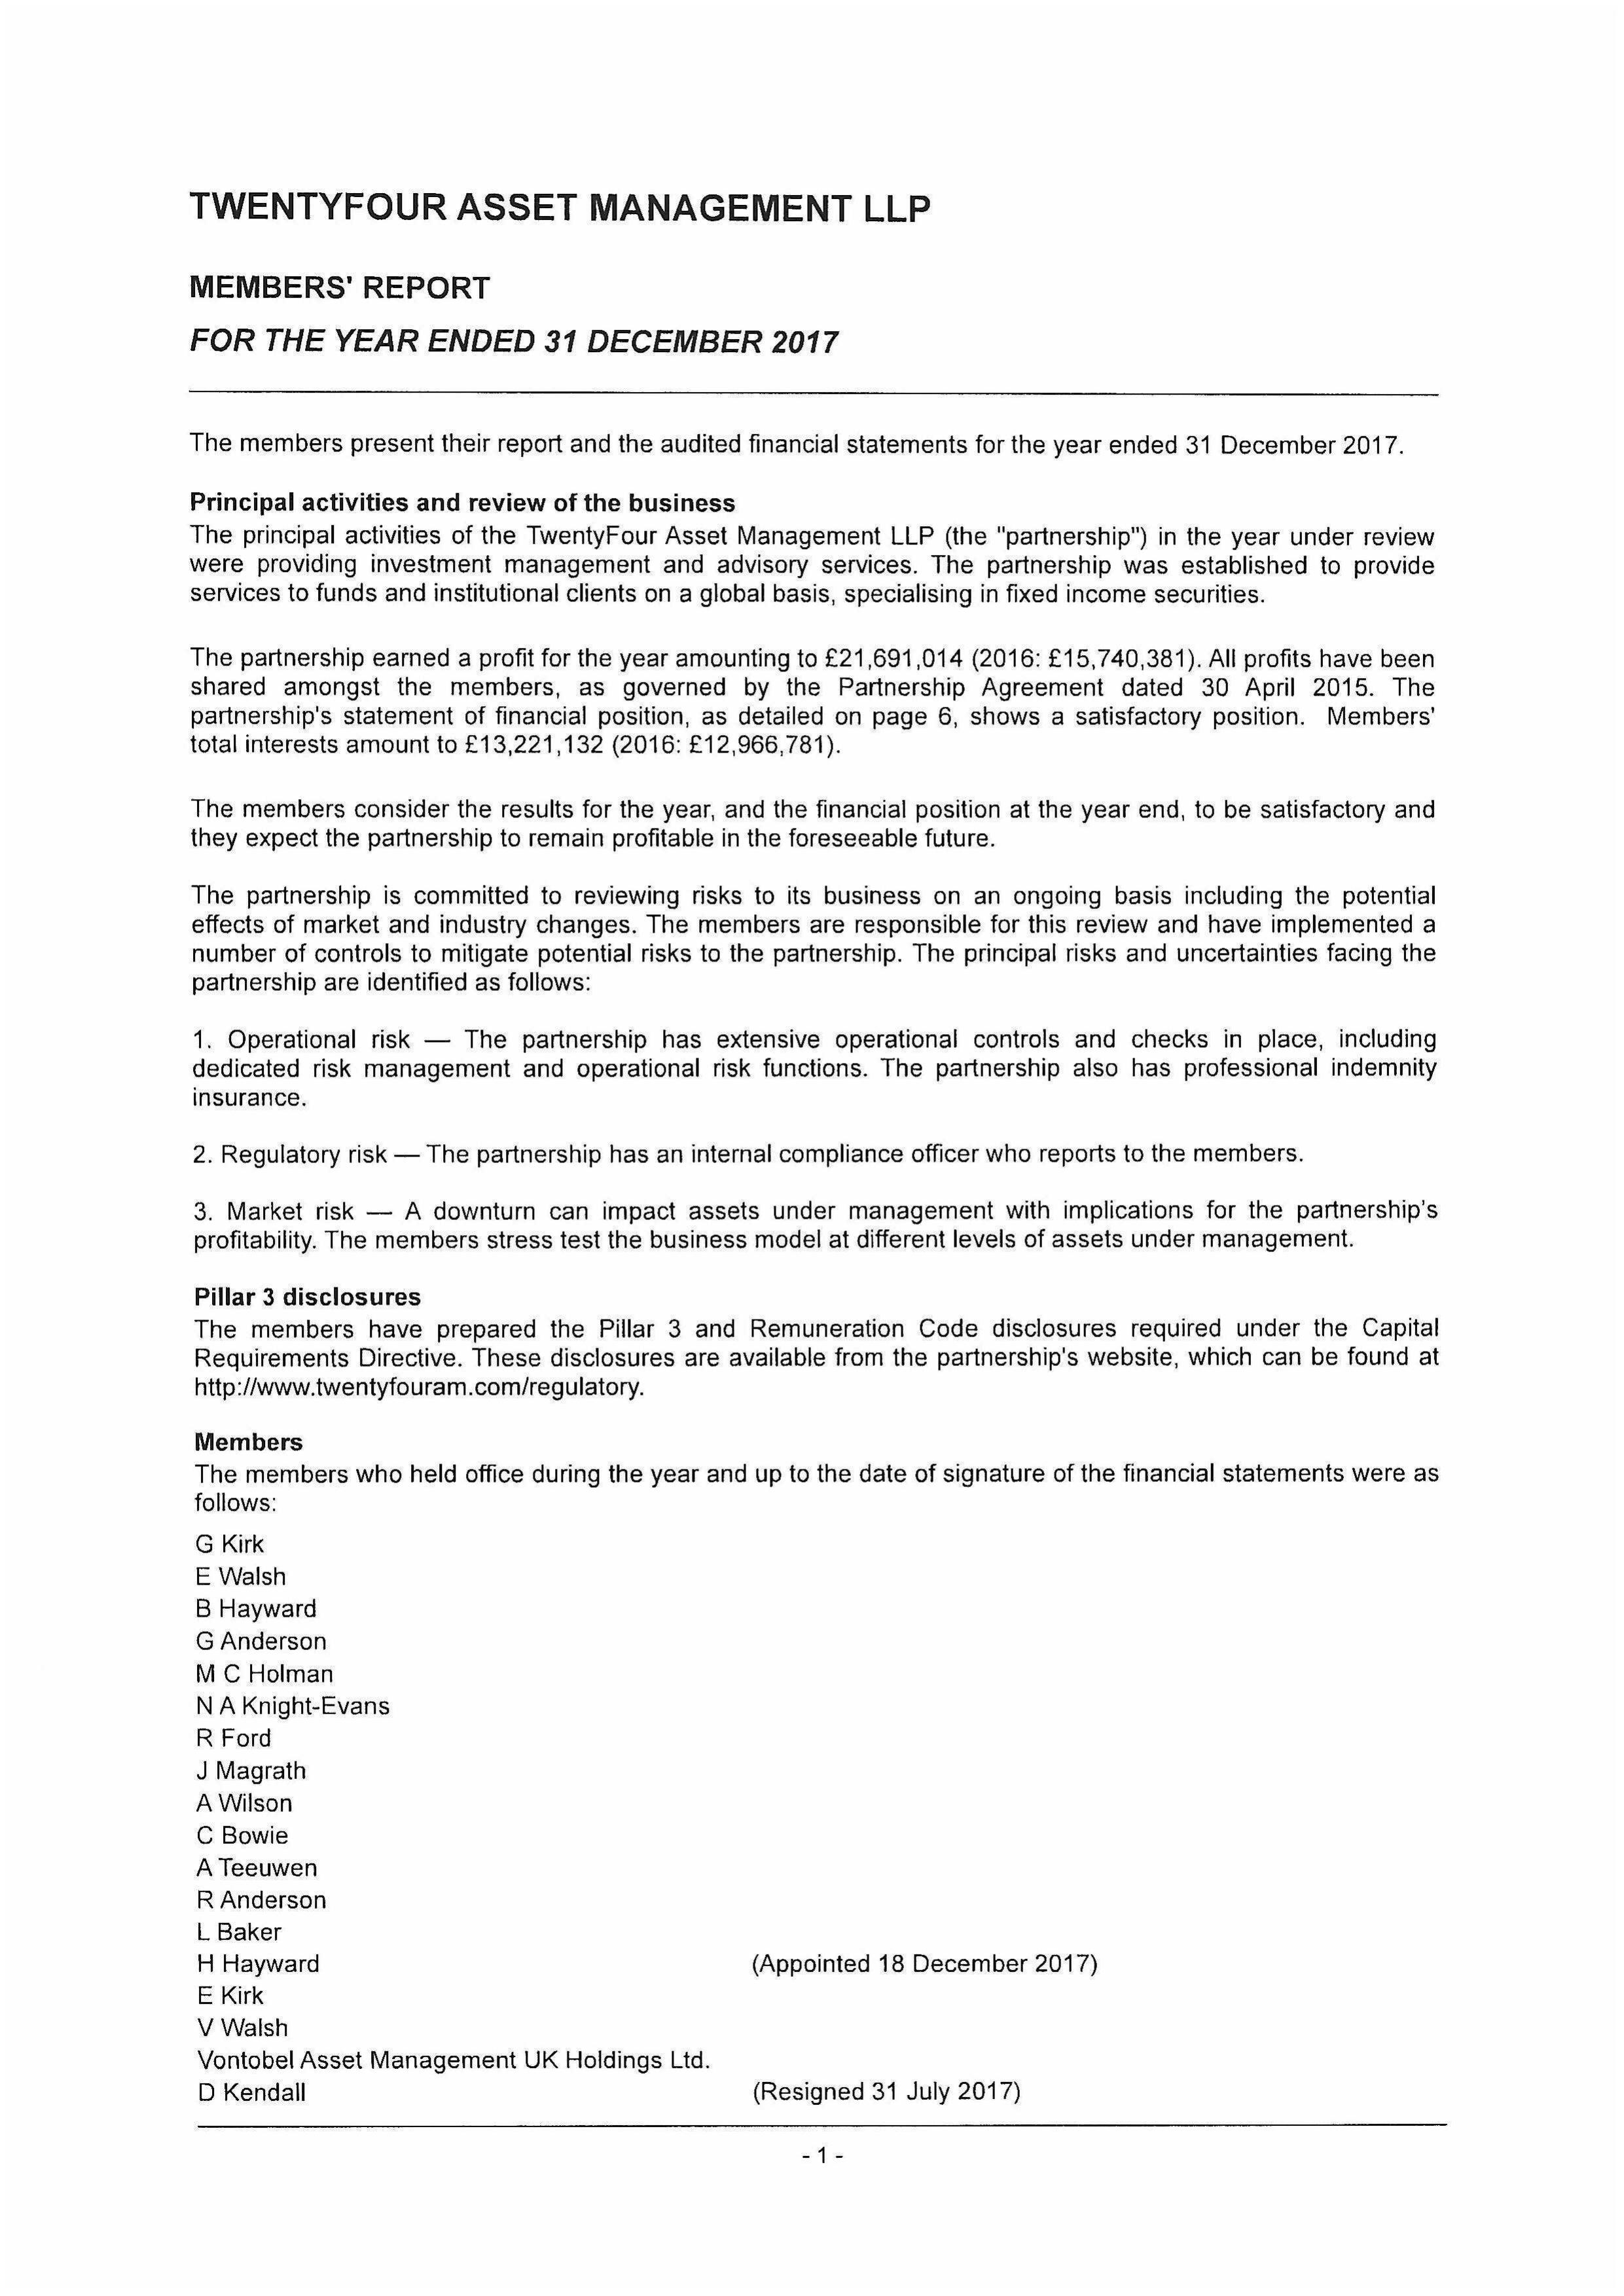 TWENTYFOUR ASSET MANAGEMENT LLP
MEMBERS' REPORT
FOR THE YEAR ENDED 31 DECEMBER 2017
The members present their report and the audited financial statements for the year ended 31 December 2017.
Principal activities and review of the business
The principal activities of the TwentyFour Asset Management LLP (the "partnership") in the year under review
were providing investment management and advisory services. The partnership was established to provide
services to funds and institutional clients on a global basis, specialising in fixed income securities.
The partnership earned a profit for the year amounting to £21,691,014 (2016: £15,740,381). All profits have been
shared amongst the members, as governed by the Partnership Agreement dated 30 April 2015. The
partnership's statement of financial position, as detailed on page 6, shows a satisfactory position. Members'
total interests amount to £13,221,132 (2016: £12,966,781).
The members consider the results for the year, and the financial position at the year end, to be satisfactory and
they expect the partnership to remain profitable in the foreseeable future.
The partnership is committed to reviewing risks to its business on an ongoing basis including the potential
effects of market and industry changes. The members are responsible for this review and have implemented a
number of controls to mitigate potential risks to the partnership. The principal risks and uncertainties facing the
partnership are identified as follows:
1. Operational risk — The partnership has extensive operational controls and checks in place, including
dedicated risk management and operational risk functions. The partnership also has professional indemnity
insurance.
2. Regulatory risk — The partnership has an internal compliance officer who reports to the members.
3. Market risk — A downturn can impact assets under management with implications for the partnership's
profitability. The members stress test the business model at different levels of assets under management.
Pillar 3 disclosures
The members have prepared the Pillar 3 and Remuneration Code disclosures required under the Capital
Requirements Directive. These disclosures are available from the partnership's website, which can be found at
http://www.twentyfouram.com/regulatory.
Members
The members who held office during the year and up to the date of signature of the financial statements were as
follows:
G Kirk
E Walsh
B Hayward
G Anderson
M C Holman
N A Knight-Evans
R Ford
J Magrath
A Wilson
C Bowie
A Teeuwen
R Anderson
L Baker
H Hayward (Appointed 18 December 2017)
E Kirk
V Walsh
Vontobel Asset Management UK Holdings Ltd.
D Kendall (Resigned 31 July 2017)
- 1 -